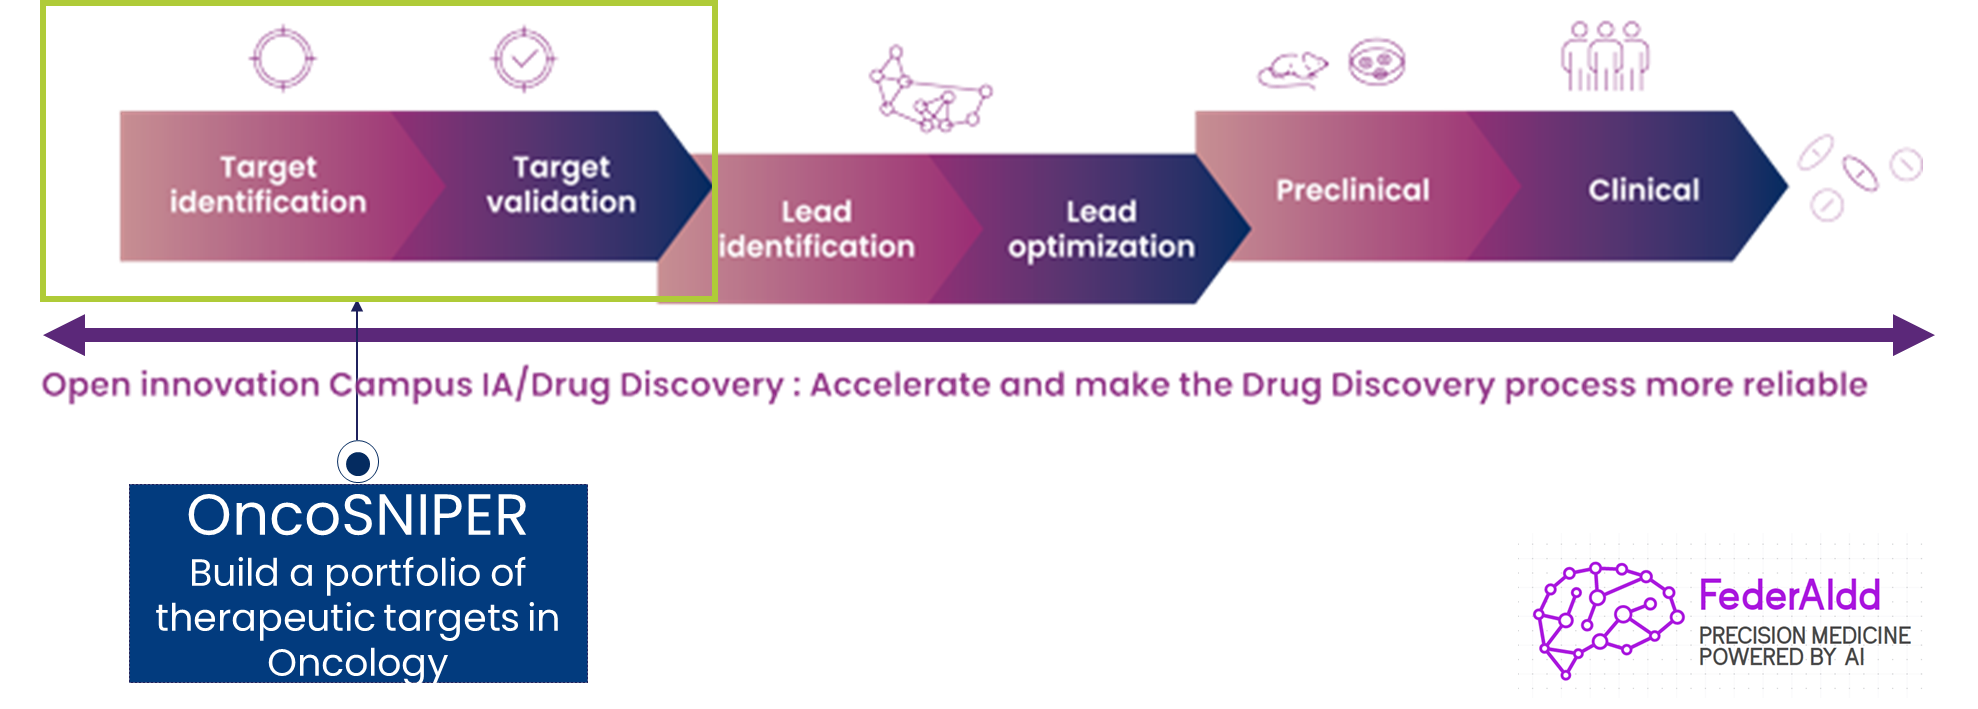 Target
identification
Target
validation
Lead
identification
Lead
optimization
Preclinical
Clinical
Open innovation Campus IA/Drug Discovery : Accelerate and make the Drug Discovery process more reliable
OncoSNIPER
Build a portfolio of
therapeutic targets in
Oncology
FederAIdd
PRECISION MEDICINE
POWERED BY AI